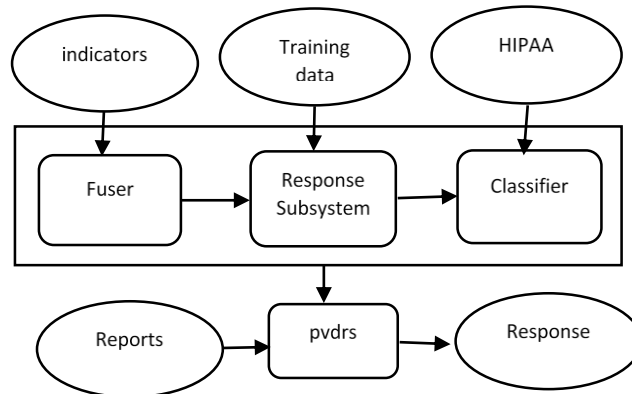 indicators
Training
data
HIPAA
Fuser
Response
Subsystem
Classifier
Reports
pvdrs
Response